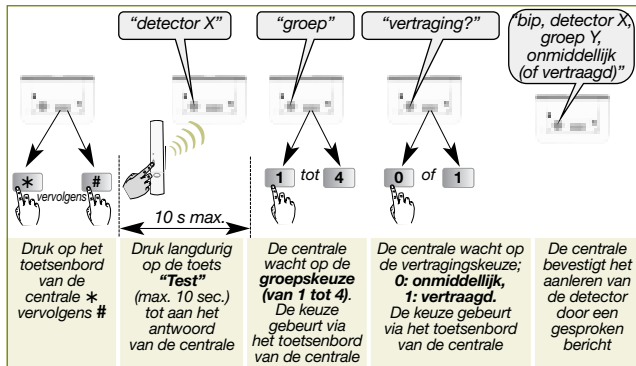 "detector X"
"groep"
"vertraging?"
"bip, detector X,
groep Y,
onmiddellijk
(of vertraagd)"
* vervolgens #
10 s max.
1 tot 4
0 of 1
Druk op het
toetsenbord
van de
centrale *
vervolgens #
Druk langdurig
op de toets
"Test"
(max. 10 sec.)
tot aan het
antwoord
van de centrale
De centrale
wacht op de
groepskeuze
(van 1 tot 4).
De keuze
gebeurt via
het toetsenbord
van de centrale
De centrale wacht op
de vertragingskeuze;
0: onmiddellijk,
1: vertraagd.
De keuze gebeurt
via het toetsenbord
van de centrale
De centrale
bevestigt het
aanleren van
de detector
door een
gesproken
bericht